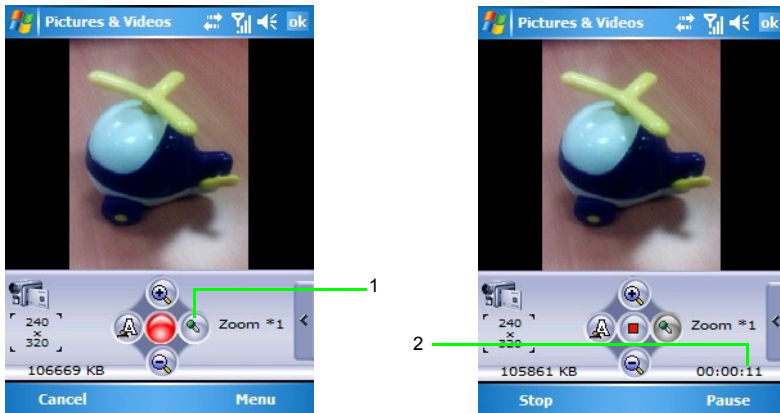 Pictures & Videos ok
240
×
320
Zoom *1
106669 KB
Cancel Menu
1
Pictures & Videos ok
240
×
320
Zoom *1
105861 KB 00:00:11
Stop Pause
2